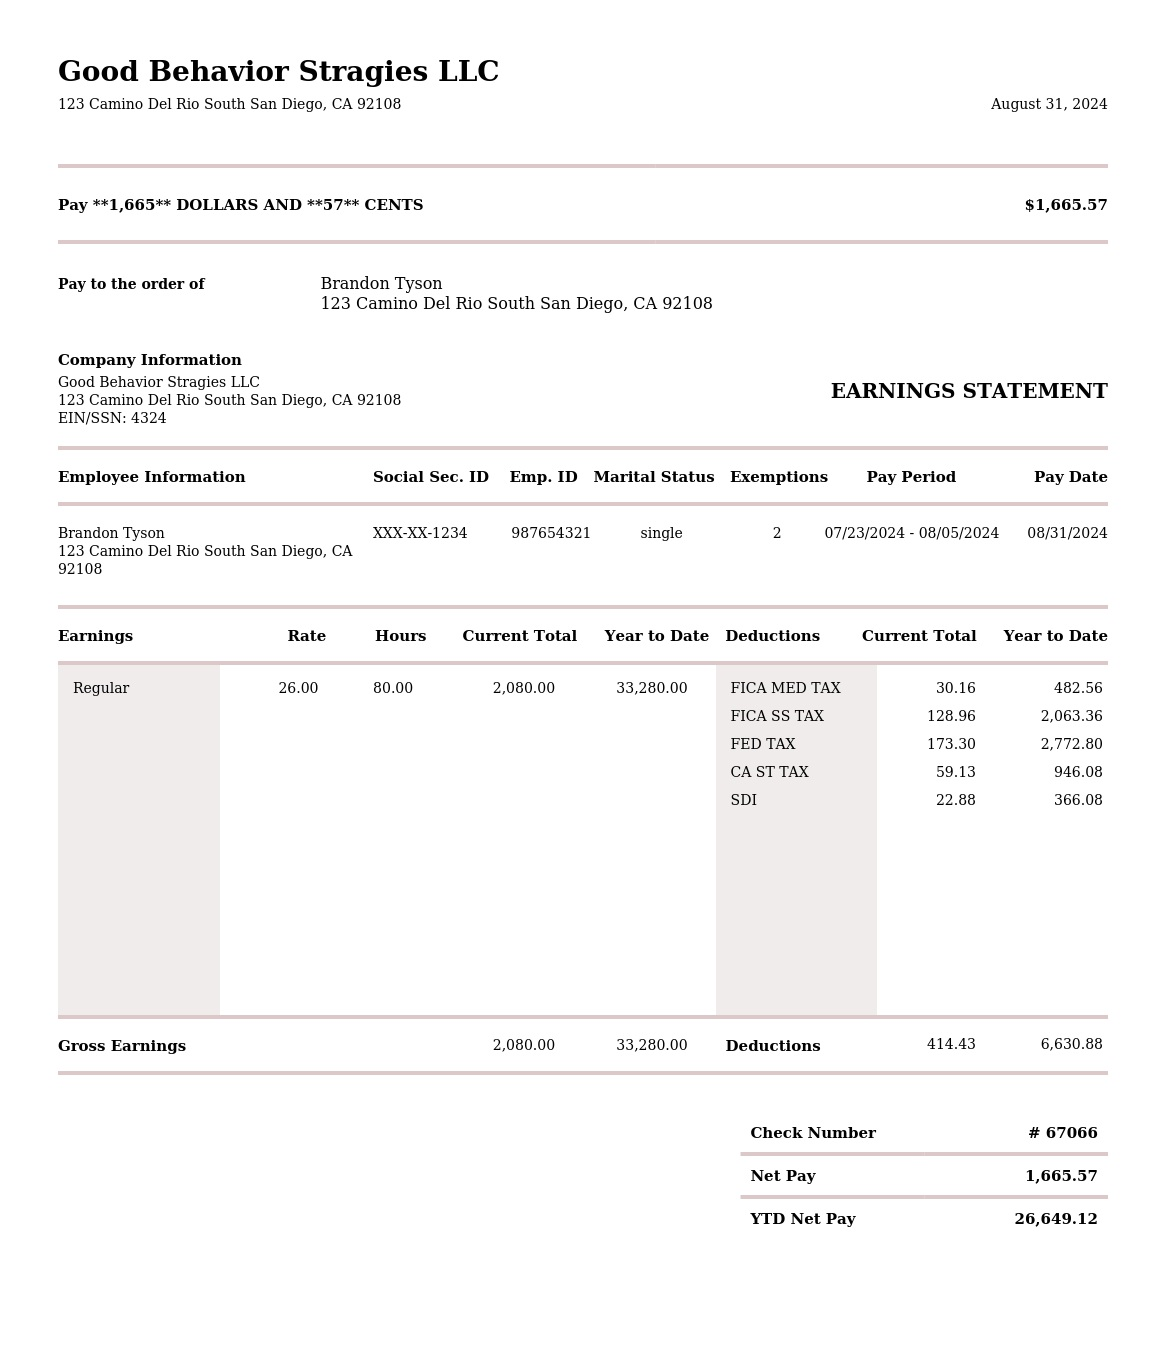 Good Behavior Stragies LLC
123 Camino Del Rio South San Diego, CA 92108 August 31, 2024
Pay **1,665** DOLLARS AND **57** CENTS $1,665.57
Pay to the order of Brandon Tyson
123 Camino Del Rio South San Diego, CA 92108
Company Information
Good Behavior Stragies LLC
123 Camino Del Rio South San Diego, CA 92108
EIN/SSN: 4324
EARNINGS STATEMENT
Employee Information Social Sec. ID Emp. ID Marital Status Exemptions Pay Period Pay Date
Brandon Tyson XXX-XX-1234 987654321 single 2 07/23/2024 - 08/05/2024 08/31/2024
123 Camino Del Rio South San Diego, CA
92108
Earnings Rate Hours Current Total Year to Date Deductions Current Total Year to Date
Regular 26.00 80.00 2,080.00 33,280.00 FICA MED TAX 30.16 482.56
FICA SS TAX 128.96 2,063.36
FED TAX 173.30 2,772.80
CA ST TAX 59.13 946.08
SDI 22.88 366.08
Gross Earnings 2,080.00 33,280.00 Deductions 414.43 6,630.88
Check Number # 67066
Net Pay 1,665.57
YTD Net Pay 26,649.12